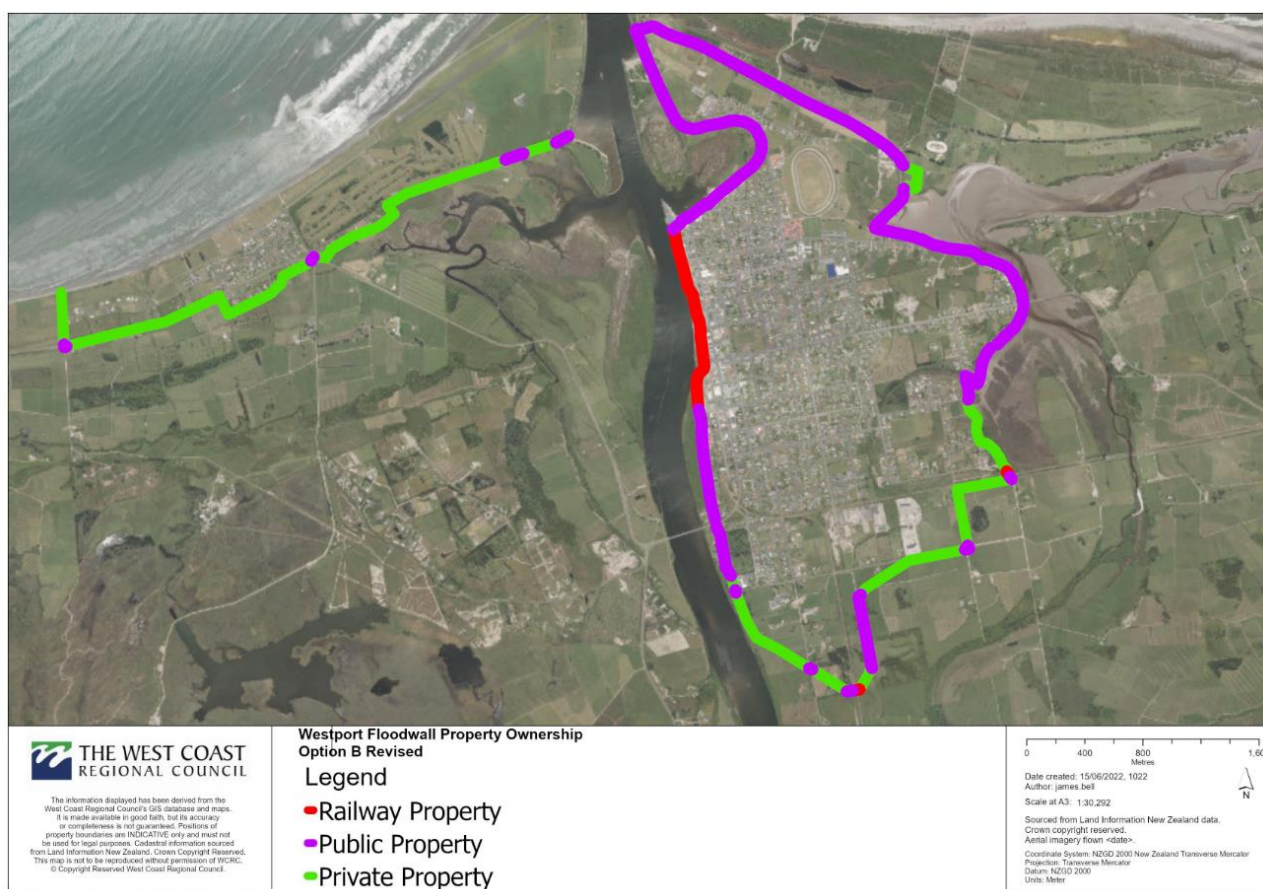 THE WEST COAST
REGIONAL COUNCIL
The information displayed has been derived from the
West Coast Regional Council's GIS database and maps.
It is made available in good faith, but its accuracy
or completeness is not guaranteed. Positions of
property boundaries are INDICATIVE only and must not
be used for legal purposes. Cadastral information sourced
from Land Information New Zealand. Crown Copyright Reserved.
This map is not to be reproduced without permission of WCRC.
© Copyright Reserved West Coast Regional Council.
Westport Floodwall Property Ownership
Option B Revised
Legend
Railway Property
Public Property
Private Property
0 400 800 1,60
Metres
Date created: 15/06/2022, 1022
Author: james.bell
Scale at A3: 1:30,292
N
Sourced from Land Information New Zealand data.
Crown copyright reserved.
Aerial imagery flown <date>.
Coordinate System: NZGD 2000 New Zealand Transverse Mercator
Projection: Transverse Mercator
Datum: NZGD 2000
Units: Meter